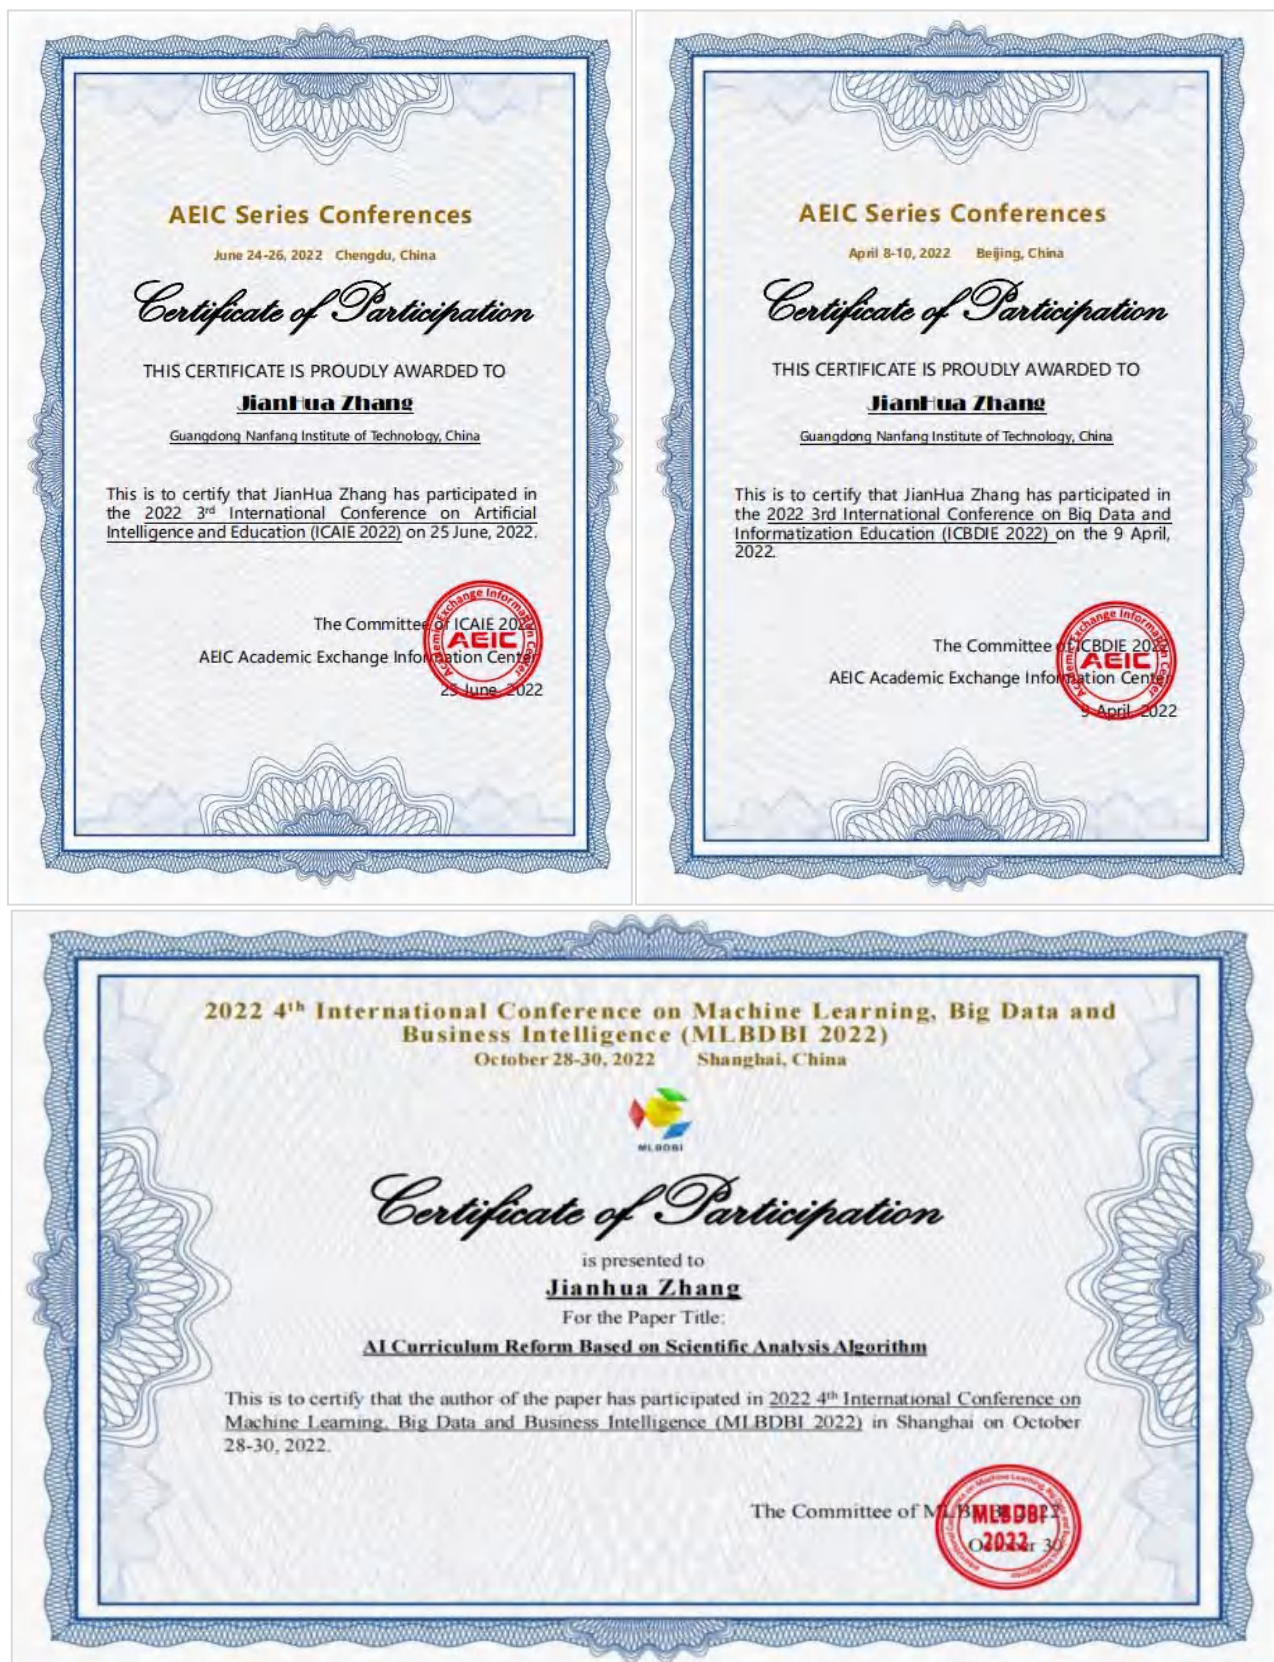 AEIC Series Conferences
June 24-26, 2022 Chengdu, China
Certificate of Participation
THIS CERTIFICATE IS PROUDLY AWARDED TO
JianHua Zhang
Guangdong Nanfang Institute of Technology, China
This is to certify that JianHua Zhang has participated in
the 2022 3rd International Conference on Artificial
Intelligence and Education (ICAIE 2022) on 25 June, 2022.
The Committee of ICAIE 2022
AEIC Academic Exchange Information Center
25 June, 2022
Academic Exchange Information Center
AEIC
AEIC Series Conferences
April 8-10, 2022 Beijing, China
Certificate of Participation
THIS CERTIFICATE IS PROUDLY AWARDED TO
JianHua Zhang
Guangdong Nanfang Institute of Technology, China
This is to certify that JianHua Zhang has participated in
the 2022 3rd International Conference on Big Data and
Informatization Education (ICBDIE 2022) on the 9 April,
2022.
The Committee of ICBDIE 2022
AEIC Academic Exchange Information Center
9 April, 2022
Academic Exchange Information Center
AEIC
2022 4th International Conference on Machine Learning, Big Data and
Business Intelligence (MLBDBI 2022)
October 28-30, 2022 Shanghai, China
MLBDBI
Certificate of Participation
is presented to
Jianhua Zhang
For the Paper Title:
AI Curriculum Reform Based on Scientific Analysis Algorithm
This is to certify that the author of the paper has participated in 2022 4th International Conference on
Machine Learning, Big Data and Business Intelligence (MLBDBI 2022) in Shanghai on October
28-30, 2022.
The Committee of MLBDBI 2022
October 30
MLBDBI
2022